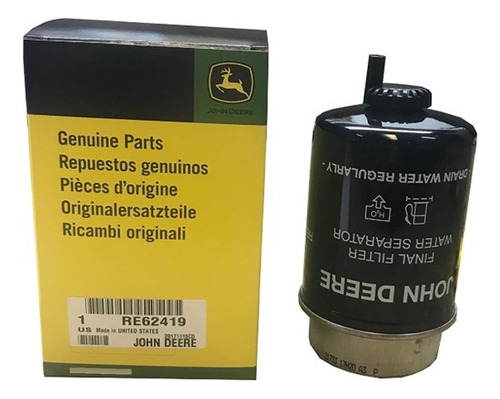 JOHN DEERE
Genuine Parts
Repuestos genuinos
Pièces d'origine
Originalersatzteile
Ricambi originali
1 RE62419
US Made in UNITED STATES
JOHN DEERE
JOHN DEERE
FINAL FILTER
WATER SEPARATOR
H₂O
- DRAIN WATER REGULARLY -